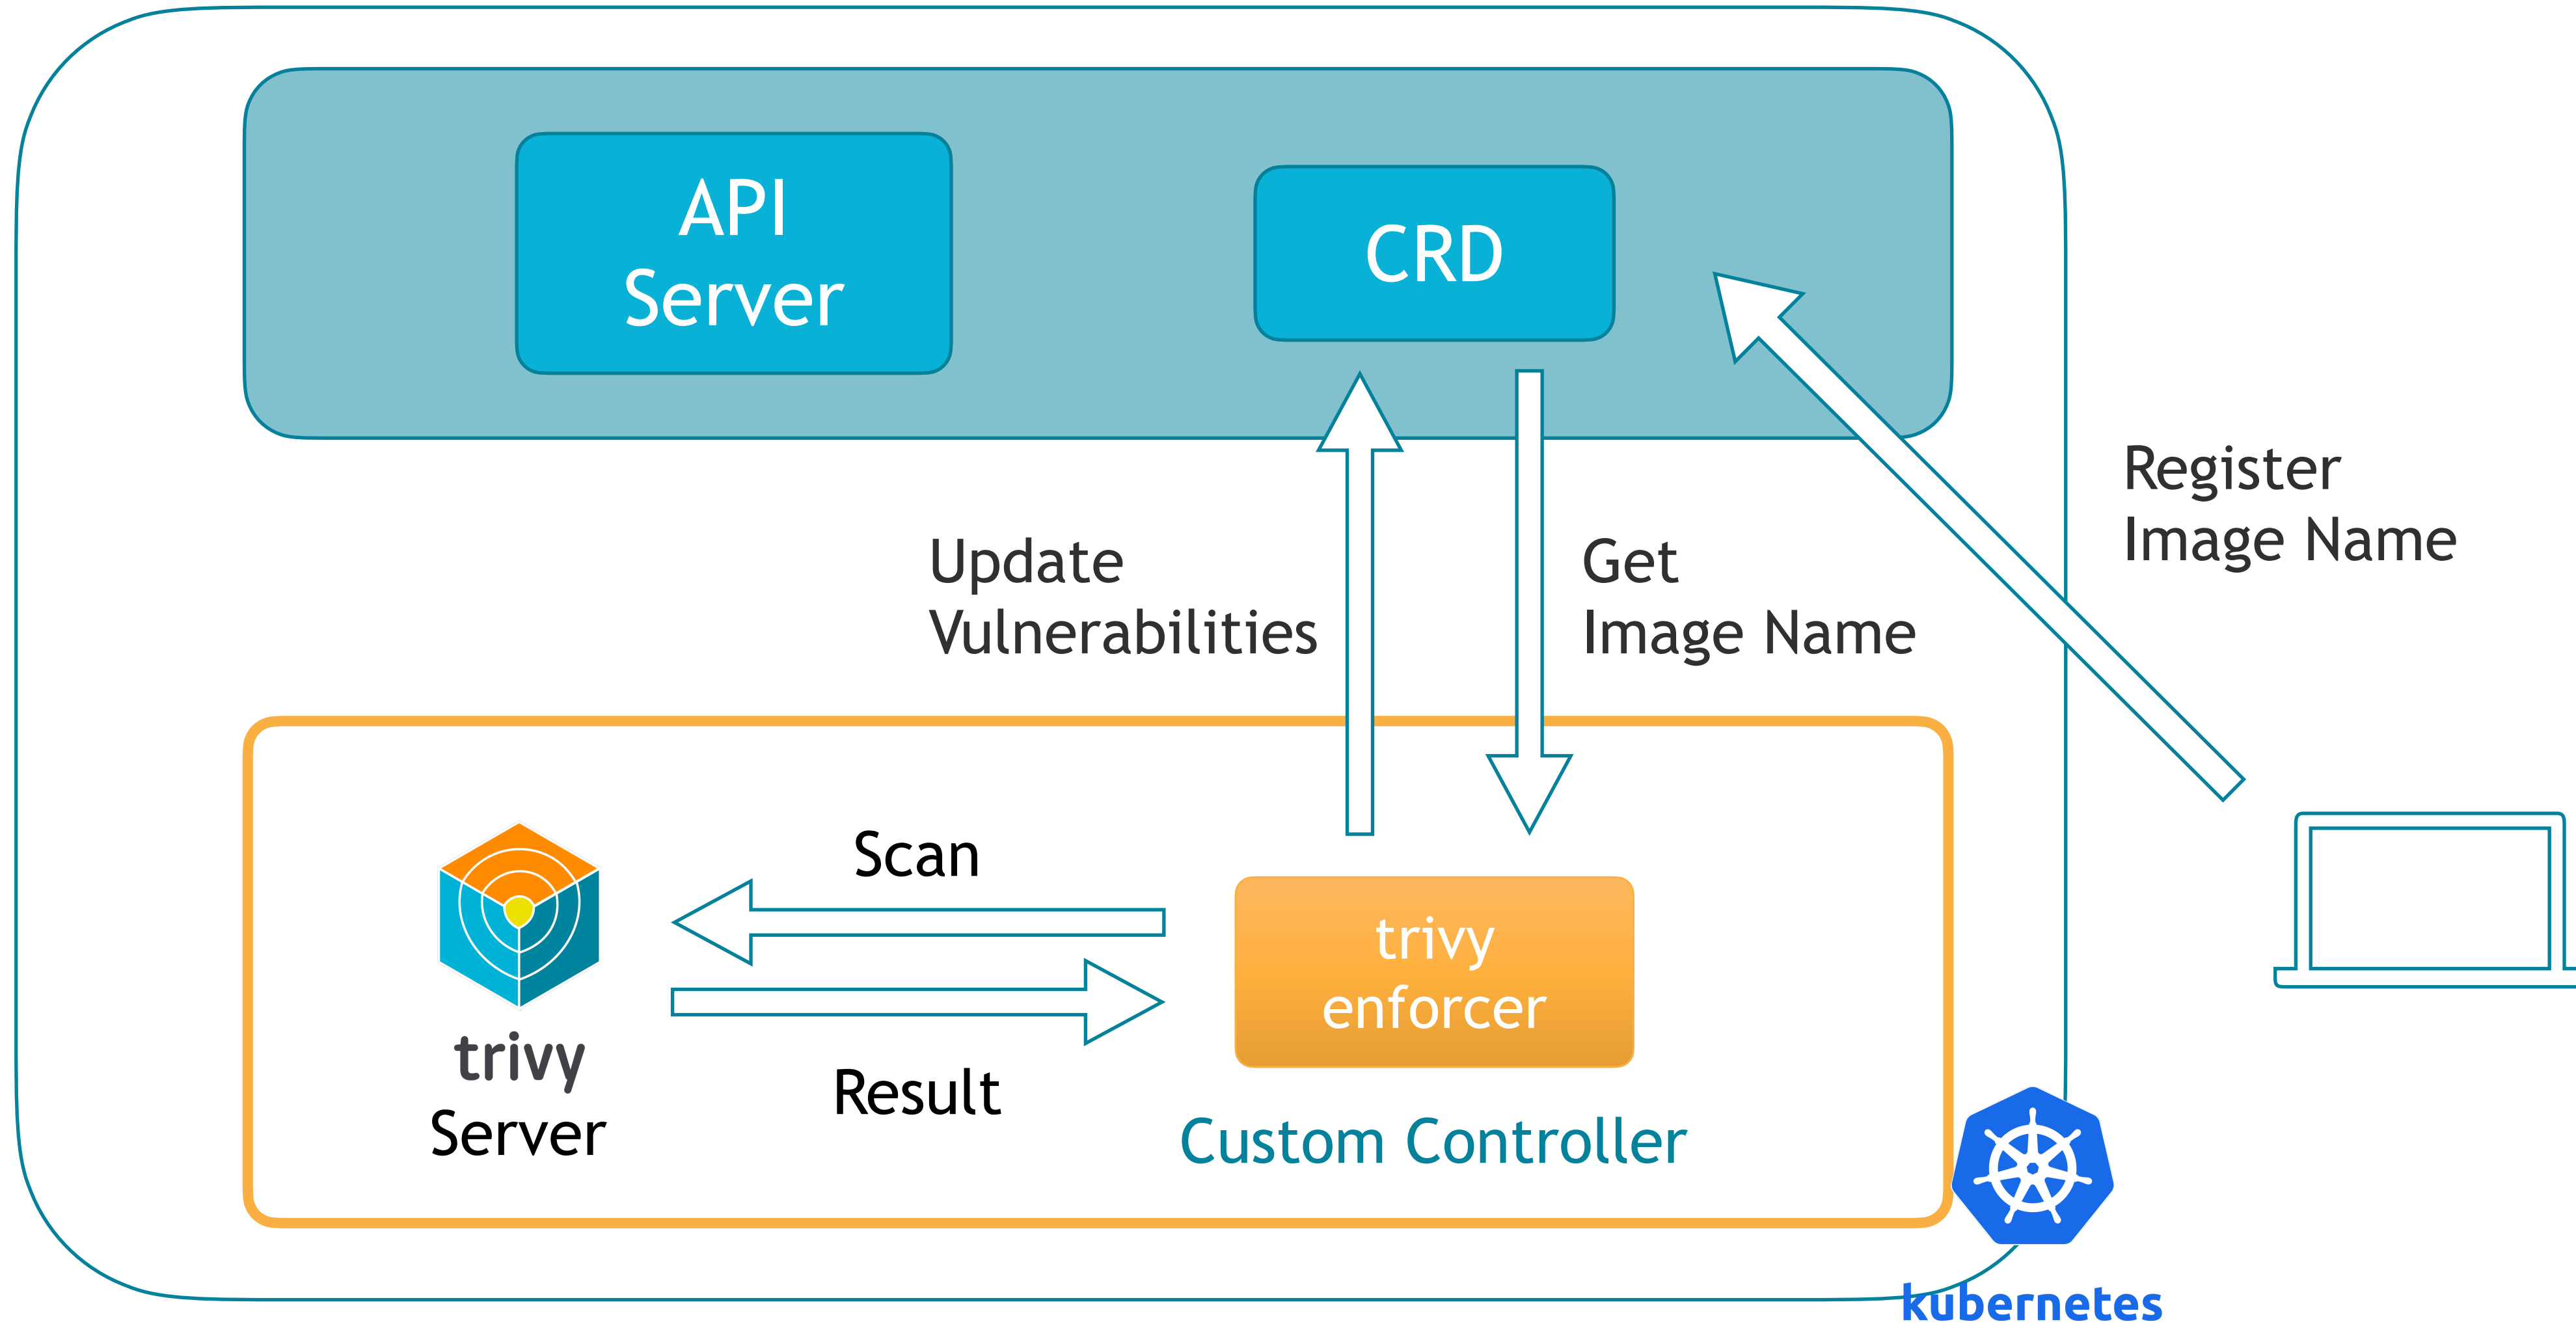 API
Server
CRD
Register
Image Name
Update
Vulnerabilities
Get
Image Name
Scan
trivy
Server
Result
trivy
enforcer
Custom Controller
kubernetes